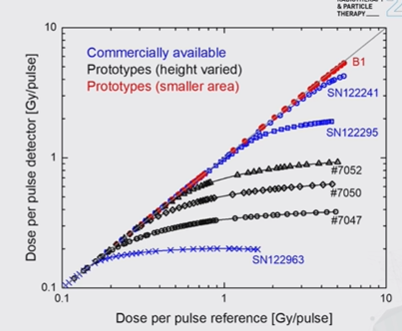 RADIOTHERAPY
& PARTICLE
THERAPY
10
Commercially available
Prototypes (height varied)
Prototypes (smaller area)
B1
SN122241
SN122295
1
#7052
#7050
#7047
SN122963
0.1
0.1
1
10
Dose per pulse detector [Gy/pulse]
Dose per pulse reference [Gy/pulse]